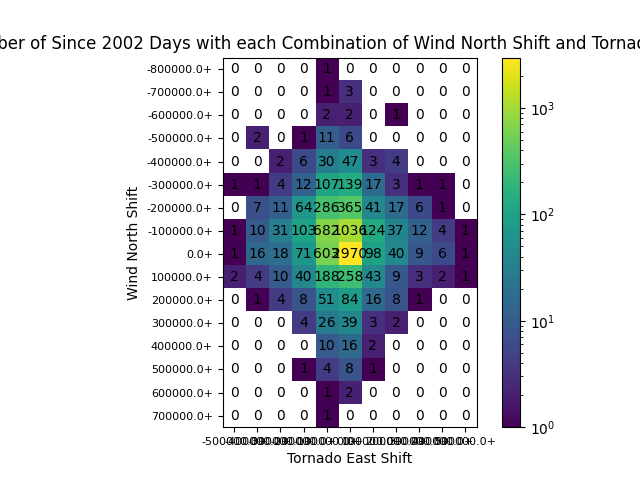 ber of Since 2002 Days with each Combination of Wind North Shift and Torna
Wind North Shift
-800000.0+ 0 0 0 0 1 0 0 0 0 0 0
-700000.0+ 0 0 0 0 1 3 0 0 0 0 0
-600000.0+ 0 0 0 0 2 2 0 1 0 0 0
-500000.0+ 0 2 0 1 11 6 0 0 0 0 0
-400000.0+ 0 0 2 6 30 47 3 4 0 0 0
-300000.0+ 1 1 4 12 107 139 17 3 1 1 0
-200000.0+ 0 7 11 64 286 365 41 17 6 1 0
-100000.0+ 1 10 31 103 682 1036 124 37 12 4 1
0.0+ 1 16 18 71 603 2970 98 40 9 6 1
100000.0+ 2 4 10 40 188 258 43 9 3 2 1
200000.0+ 0 1 4 8 51 84 16 8 1 0 0
300000.0+ 0 0 0 4 26 39 3 2 0 0 0
400000.0+ 0 0 0 0 10 16 2 0 0 0 0
500000.0+ 0 0 0 1 4 8 1 0 0 0 0
600000.0+ 0 0 0 0 1 2 0 0 0 0 0
700000.0+ 0 0 0 0 1 0 0 0 0 0 0
Tornado East Shift
10³
10²
10¹
10⁰